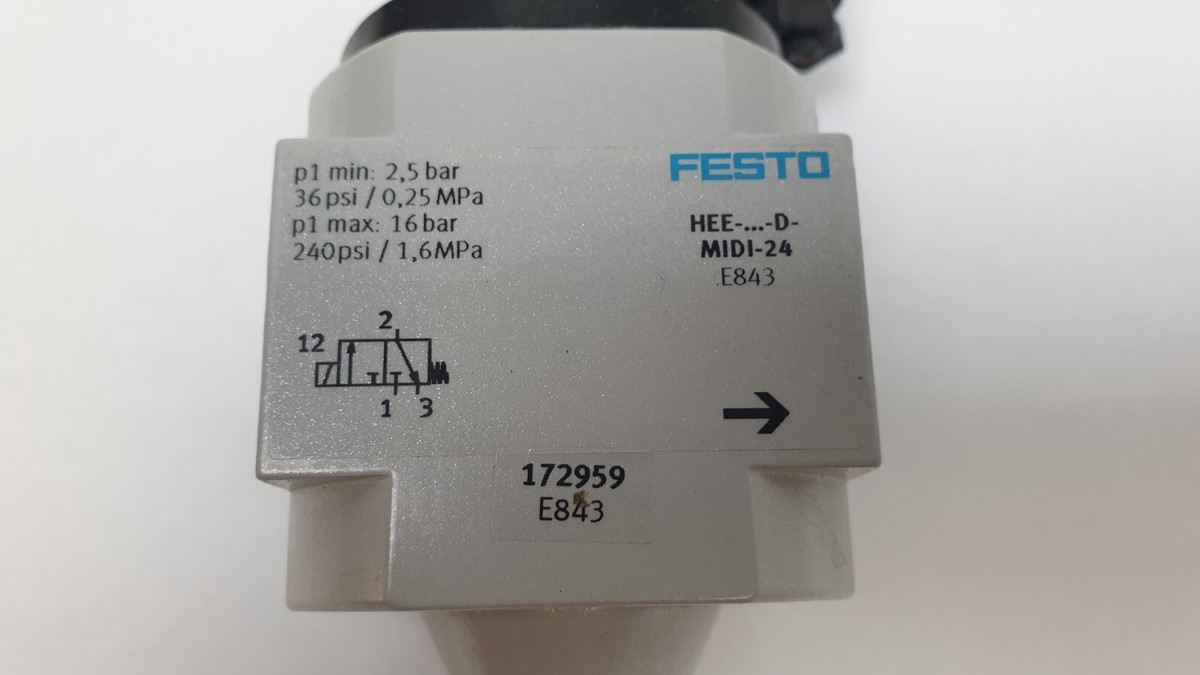 p1 min: 2,5 bar
36 psi / 0,25 MPa
p1 max: 16 bar
240 psi / 1,6 MPa
FESTO
HEE-...-D-
MIDI-24
E843
2
12
1 3
172959
E843